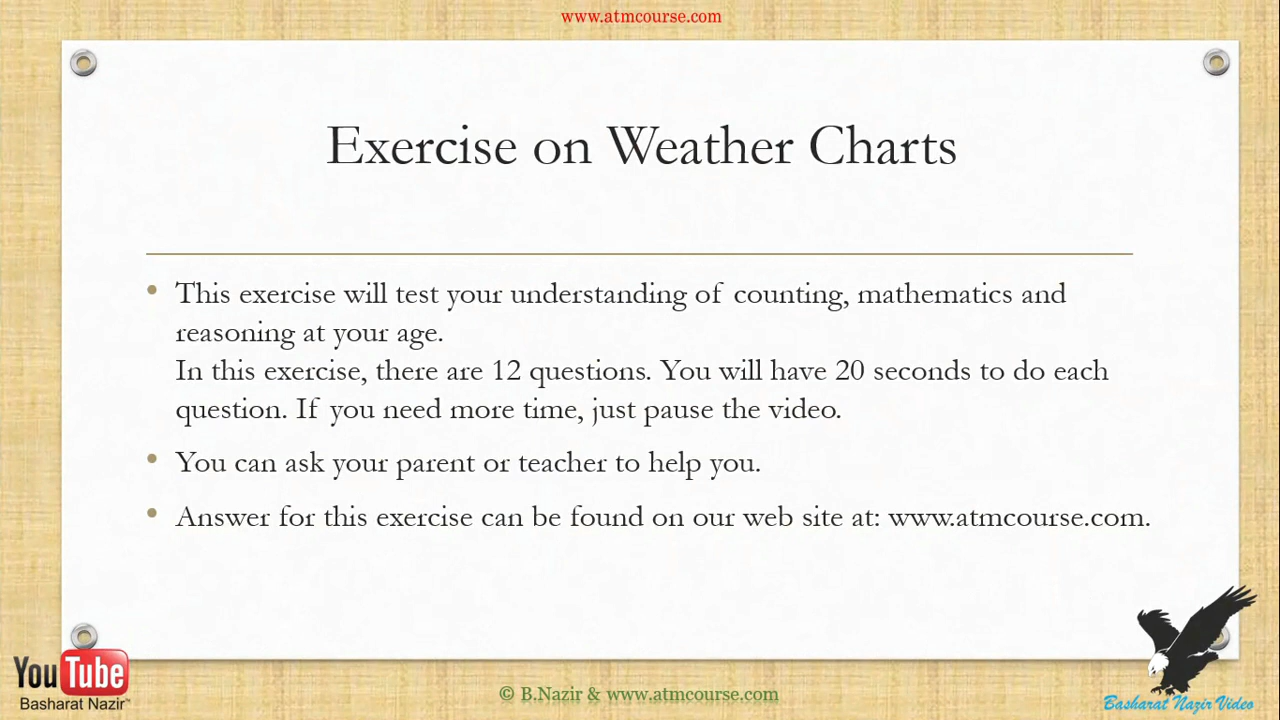 www.atmcourse.com
Exercise on Weather Charts
• This exercise will test your understanding of counting, mathematics and
reasoning at your age.
In this exercise, there are 12 questions. You will have 20 seconds to do each
question. If you need more time, just pause the video.
• You can ask your parent or teacher to help you.
• Answer for this exercise can be found on our web site at: www.atmcourse.com.
YouTube
Basharat Nazir™
© B.Nazir & www.atmcourse.com
Basharat Nazir Video